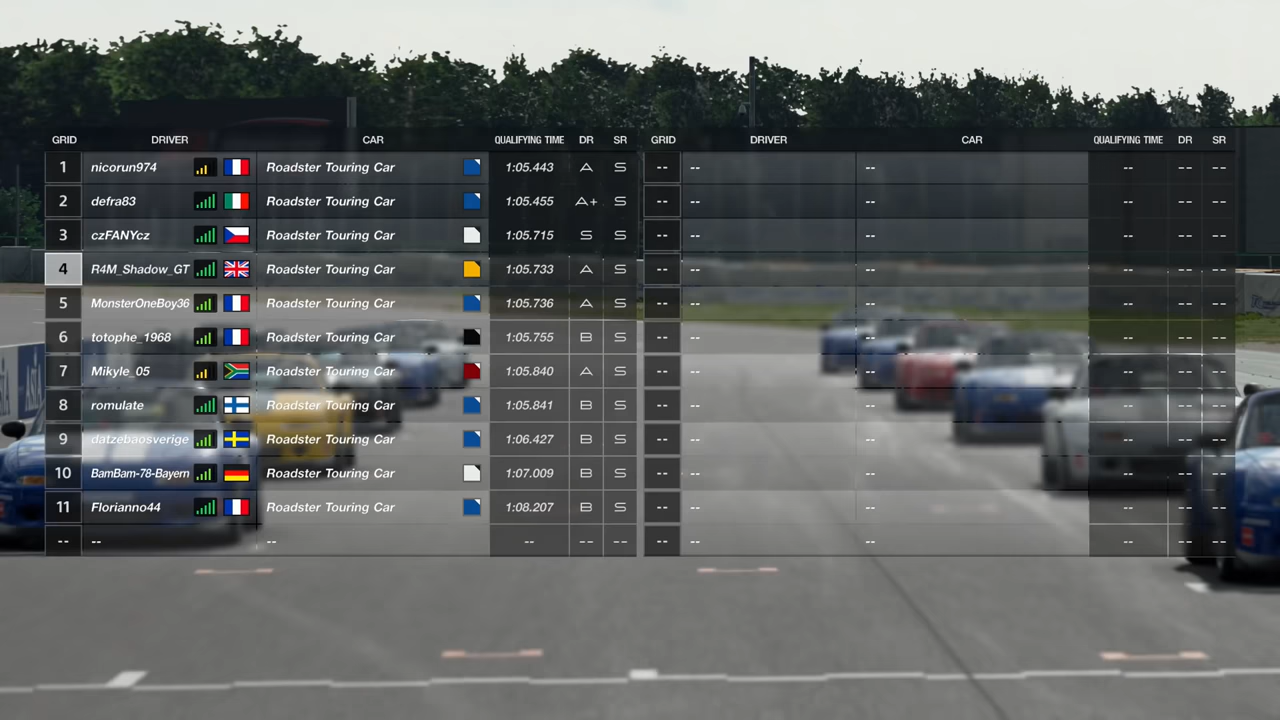 GRID DRIVER CAR QUALIFYING TIME DR SR GRID DRIVER CAR QUALIFYING TIME DR SR
1 nicorun974 Roadster Touring Car 1:05.443 A S -- -- -- -- -- --
2 defra83 Roadster Touring Car 1:05.455 A+ S -- -- -- -- -- --
3 czFANYcz Roadster Touring Car 1:05.715 S S -- -- -- -- -- --
4 R4M_Shadow_GT Roadster Touring Car 1:05.733 A S -- -- -- -- -- --
5 MonsterOneBoy36 Roadster Touring Car 1:05.736 A S -- -- -- -- -- --
6 totophe_1968 Roadster Touring Car 1:05.755 B S -- -- -- -- -- --
7 Mikyle_05 Roadster Touring Car 1:05.840 A S -- -- -- -- -- --
8 romulate Roadster Touring Car 1:05.841 B S -- -- -- -- -- --
9 datzebaosverige Roadster Touring Car 1:06.427 B S -- -- -- -- -- --
10 BamBam-78-Bayern Roadster Touring Car 1:07.009 B S -- -- -- -- -- --
11 Florianno44 Roadster Touring Car 1:08.207 B S -- -- -- -- -- --
-- -- -- -- -- -- -- -- -- -- -- --